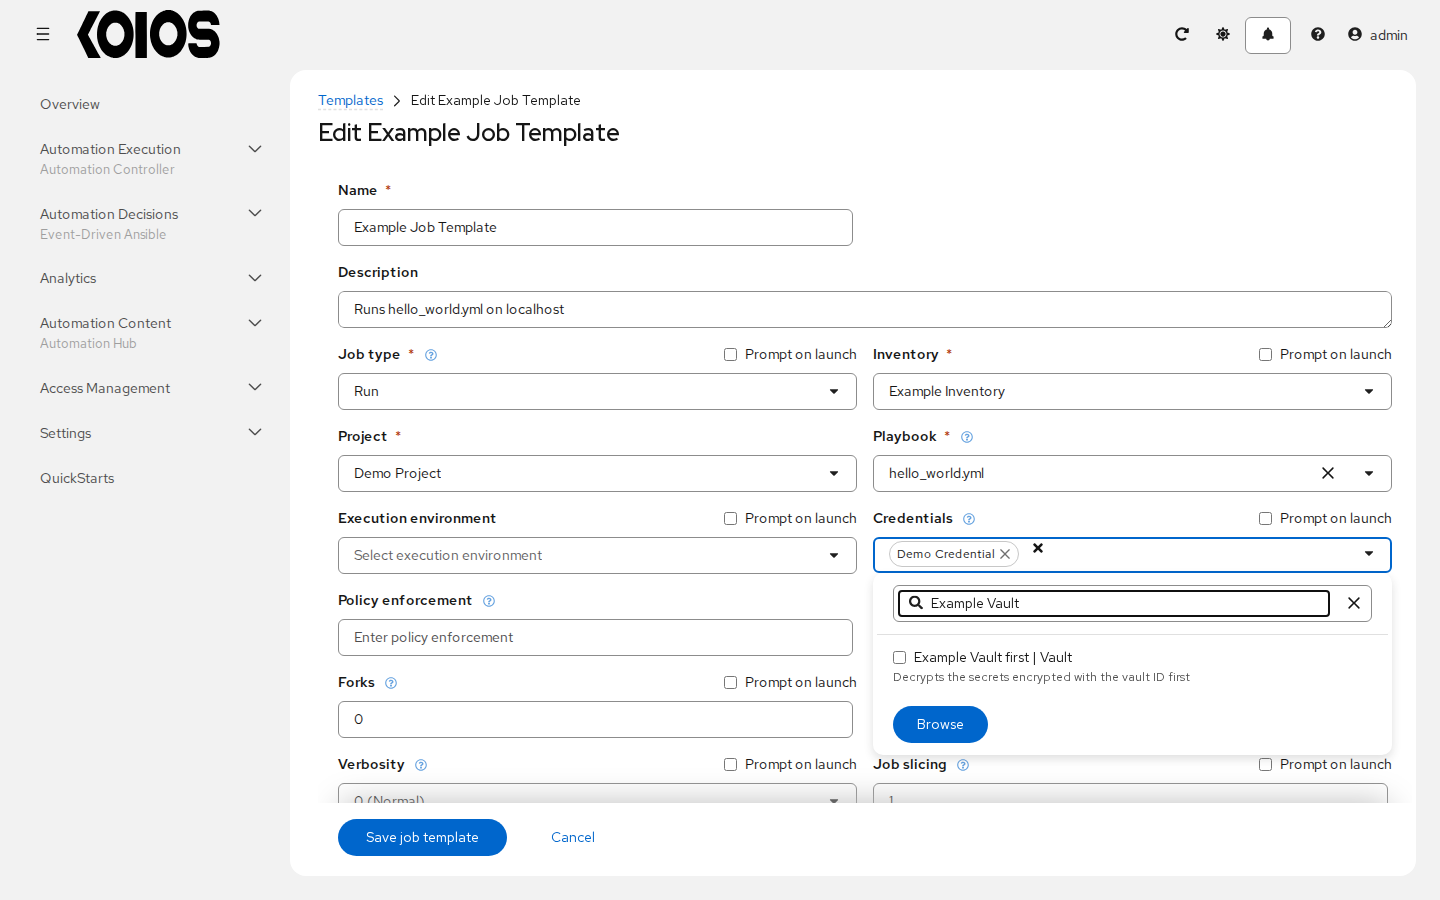 KOIOS
admin
Overview
Automation Execution
Automation Controller
Automation Decisions
Event-Driven Ansible
Analytics
Automation Content
Automation Hub
Access Management
Settings
QuickStarts
Templates
Edit Example Job Template
Edit Example Job Template
Name *
Example Job Template
Description
Runs hello_world.yml on localhost
Job type *
Prompt on launch
Inventory *
Prompt on launch
Run
Example Inventory
Project *
Playbook *
Demo Project
hello_world.yml
Execution environment
Prompt on launch
Credentials
Prompt on launch
Select execution environment
Demo Credential
Policy enforcement
Example Vault
Enter policy enforcement
Example Vault first | Vault
Decrypts the secrets encrypted with the vault ID first
Forks
Prompt on launch
0
Browse
Verbosity
Prompt on launch
Job slicing
Prompt on launch
0 (Normal)
1
Save job template
Cancel